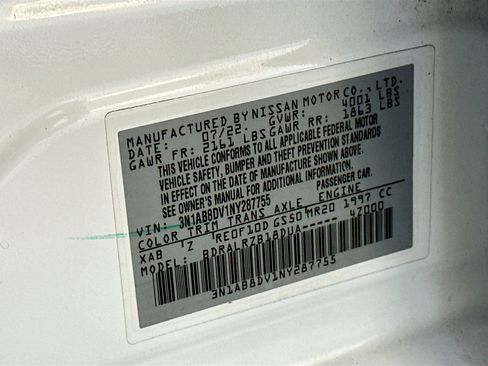 MANUFACTURED BY NISSAN MOTOR CO., LTD.
DATE: 07/22. GVWR: 4001 LBS
GAWR FR: 2161 LBS GAWR RR: 1863 LBS
THIS VEHICLE CONFORMS TO ALL APPLICABLE FEDERAL MOTOR
VEHICLE SAFETY, BUMPER AND THEFT PREVENTION STANDARDS
IN EFFECT ON THE DATE OF MANUFACTURE SHOWN ABOVE.
SEE OWNER'S MANUAL FOR ADDITIONAL INFORMATION.
VIN: 3N1AB8DV1NY287755 PASSENGER CAR.
COLOR TRIM TRANS AXLE ENGINE
XAB 'Z RE0F10D GS50 MR20 1997 CC
MODEL: BDRALRZB18DUA----- 4Z000
3N1AB8DV1NY287755